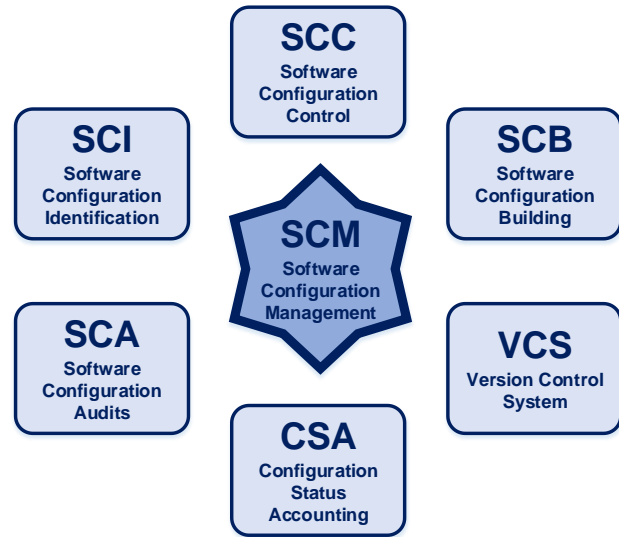 SCC
Software
Configuration
Control
SCI
Software
Configuration
Identification
SCB
Software
Configuration
Building
SCM
Software
Configuration
Management
SCA
Software
Configuration
Audits
VCS
Version Control
System
CSA
Configuration
Status
Accounting